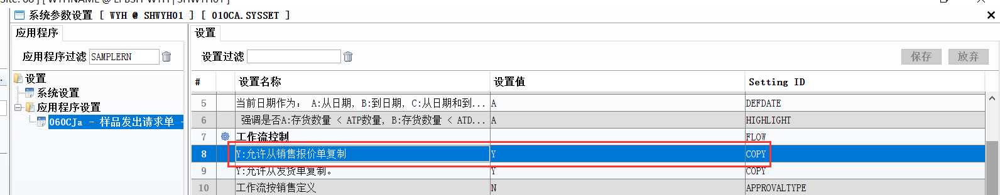 系统参数设置 [ WYH @ SHWYH01 ] [ 010CA.SYSSET ]
应用程序
应用程序过滤 SAMPLERN
设置
系统设置
应用程序设置
060CJa - 样品发出请求单 -
设置
设置过滤
保存 放弃
# 设置名称 设置值 Setting ID
5 当前日期作为: A:从日期, B:到日期, C:从日期和到... A DEFDATE
6 强调是否A:存货数量 < ATP数量, B:存货数量 < ATD... A HIGHLIGHT
7 工作流控制 FLOW
8 Y:允许从销售报价单复制 Y COPY
9 Y:允许从发货单复制。 Y COPY
10 工作流按销售定义 N APPROVALTYPE